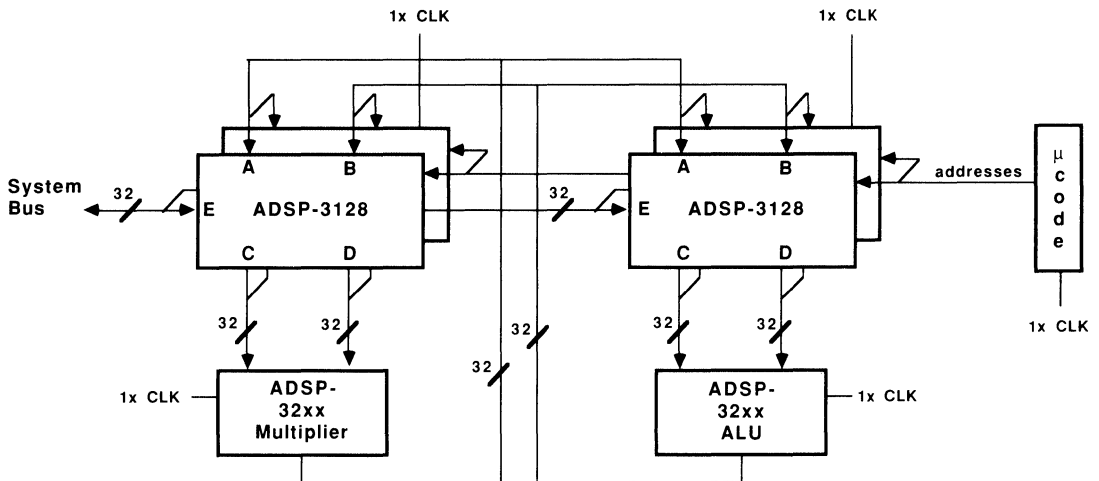 1x CLK
1x CLK
A
B
A
B
μ
c
o
d
e
addresses
System
Bus
32
E
ADSP-3128
32
E
ADSP-3128
C
D
C
D
1x CLK
32
32
32
32
32
32
ADSP-
32xx
Multiplier
1x CLK
ADSP-
32xx
ALU
1x CLK